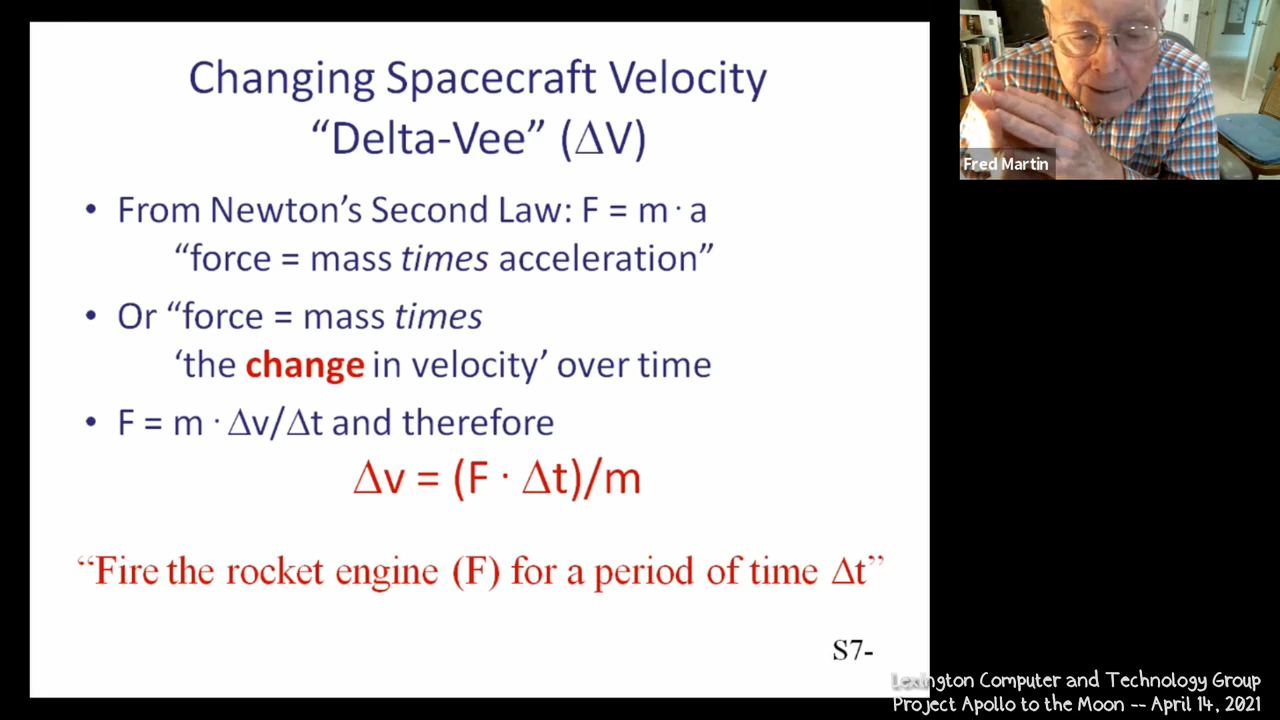 Changing Spacecraft Velocity
“Delta-Vee” (ΔV)
• From Newton’s Second Law: F = m · a
“force = mass times acceleration”
• Or “force = mass times
‘the change in velocity’ over time
• F = m · Δv/Δt and therefore
Δv = (F · Δt)/m
“Fire the rocket engine (F) for a period of time Δt”
S7-
Fred Martin
Lexington Computer and Technology Group
Project Apollo to the Moon -- April 14, 2021